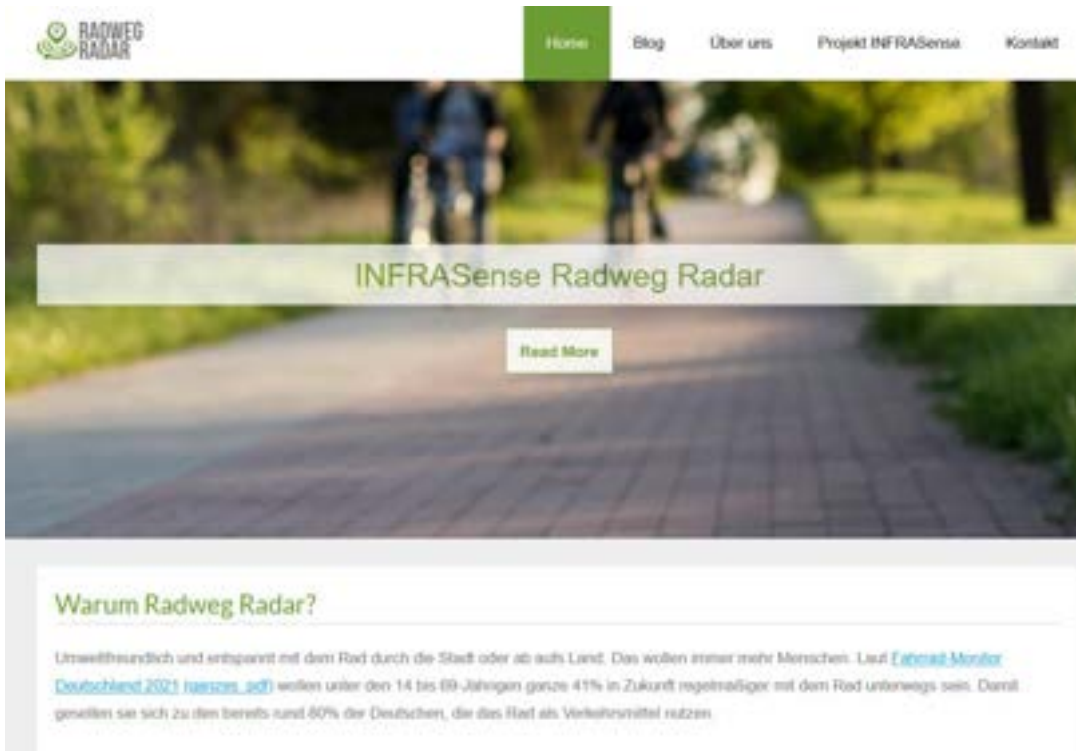 RADWEG
RADAR
Home
Blog
Über uns
Projekt INFRASense
Kontakt
INFRASense Radweg Radar
Read More
Warum Radweg Radar?
Umweltfreundlich und entspannt mit dem Rad durch die Stadt oder ab aufs Land. Das wollen immer mehr Menschen. Laut Fahrrad-Monitor
Deutschland 2021 (ganzes pdf) wollen unter den 14 bis 69-Jährigen ganze 41% in Zukunft regelmäßiger mit dem Rad unterwegs sein. Damit
gesellen sie sich zu den bereits rund 80% der Deutschen, die das Rad als Verkehrsmittel nutzen.